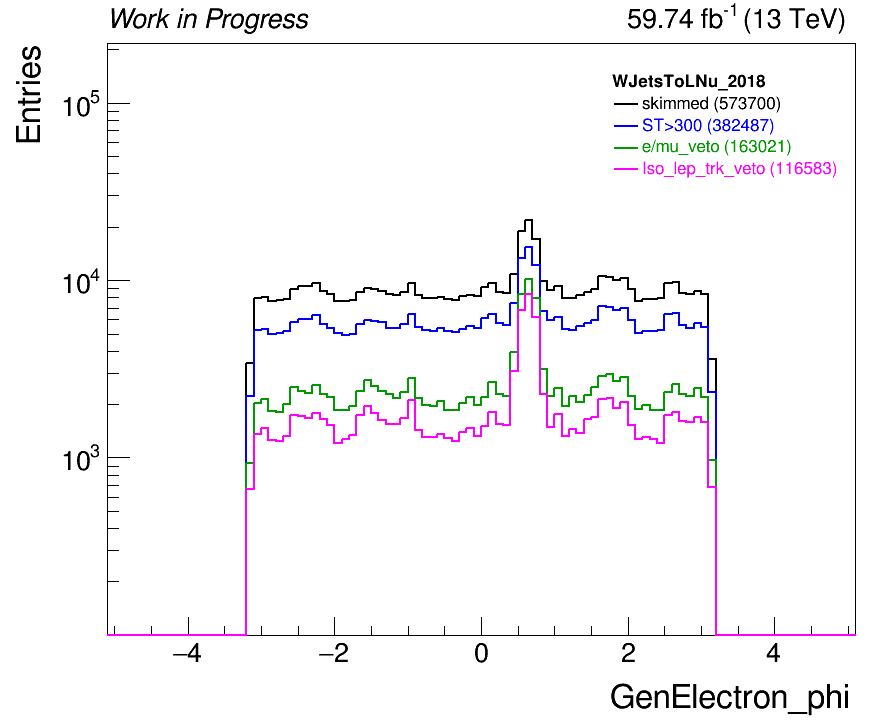 Work in Progress
59.74 fb-1 (13 TeV)
Entries
WJetsToLNu_2018
skimmed (573700)
ST>300 (382487)
e/mu_veto (163021)
Iso_lep_trk_veto (116583)
10^5
10^4
10^3
−4 −2 0 2 4
GenElectron_phi